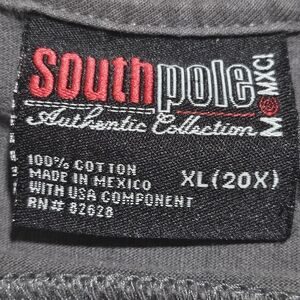 Southpole
Authentic Collection
MXCI
100% COTTON
MADE IN MEXICO
WITH USA COMPONENT
RN# 82628
XL(20X)